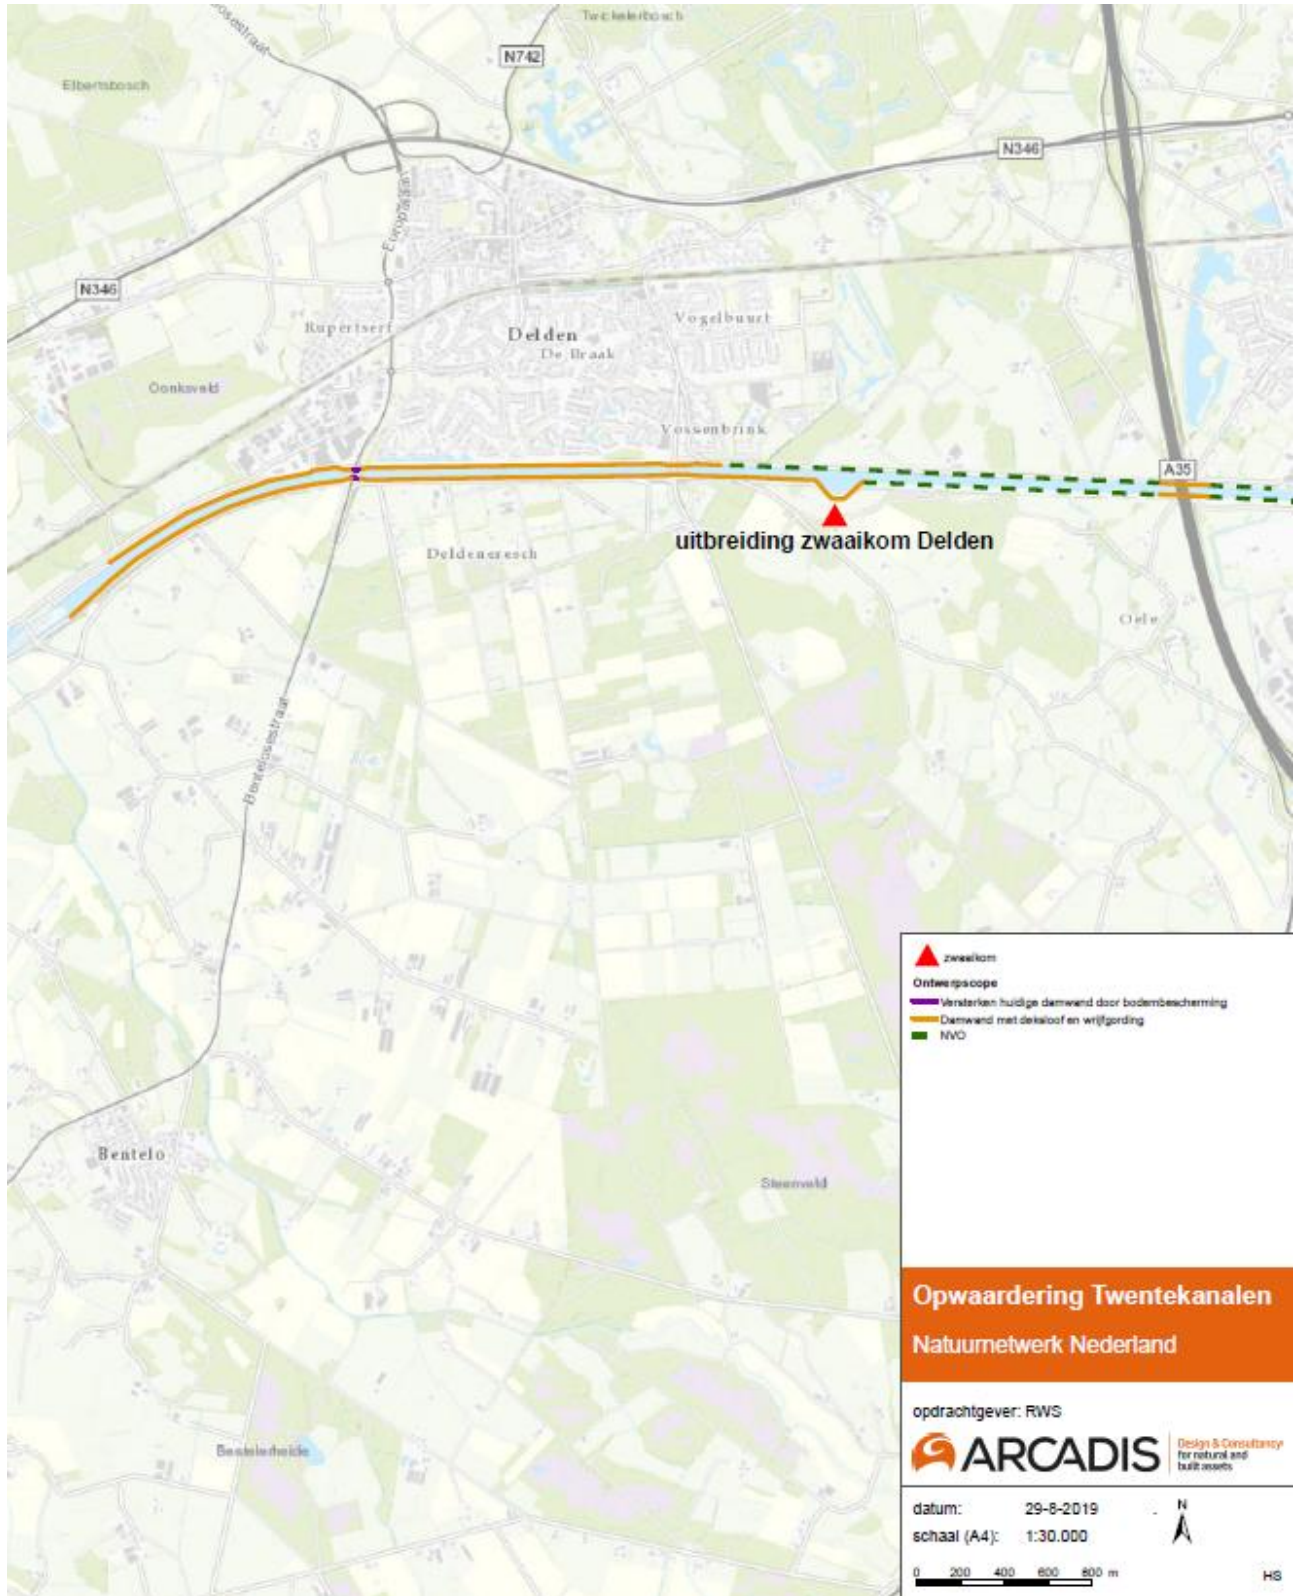 Twickelerbosch
N742
Elbertsbosch
N346
Europalaan
N346
Rupertserf
Vogelbuurt
Delden
De Braak
Oonksveld
Vossenbrink
A35
uitbreiding zwaaikom Delden
Deldeneresch
Oele
Bentelosestraat
zwaaikom
Ontwerpscope
Versterken huidige damwand door bodembescherming
Damwand met deksloof en wrijfgording
NVO
Bentelo
Steenveld
Opwaardering Twentekanalen
Natuurnetwerk Nederland
opdrachtgever: RWS
ARCADIS
Design & Consultancy
for natural and
built assets
Bentelerheide
datum: 29-8-2019
N
schaal (A4): 1:30.000
0 200 400 600 800 m
HS